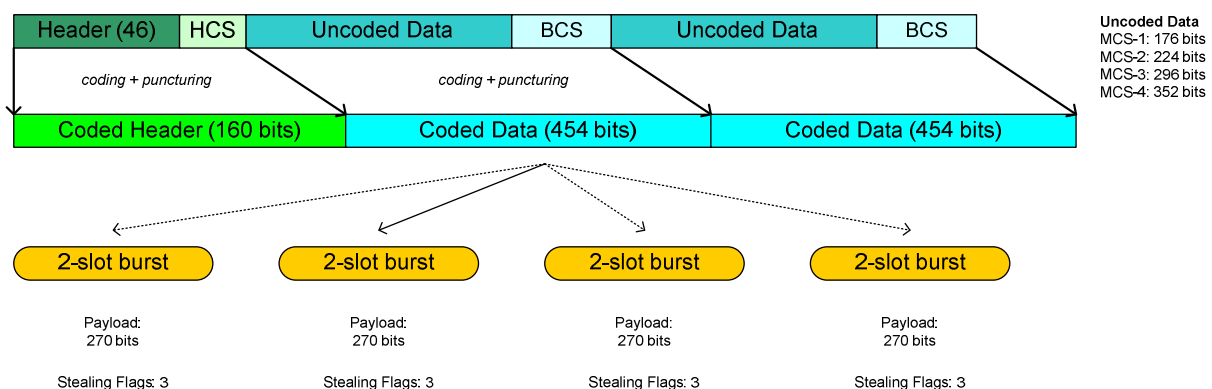 Header (46) HCS Uncoded Data BCS Uncoded Data BCS
Uncoded Data
MCS-1: 176 bits
MCS-2: 224 bits
MCS-3: 296 bits
MCS-4: 352 bits
coding + puncturing coding + puncturing
Coded Header (160 bits) Coded Data (454 bits) Coded Data (454 bits)
2-slot burst 2-slot burst 2-slot burst 2-slot burst
Payload: Payload: Payload: Payload:
270 bits 270 bits 270 bits 270 bits
Stealing Flags: 3 Stealing Flags: 3 Stealing Flags: 3 Stealing Flags: 3